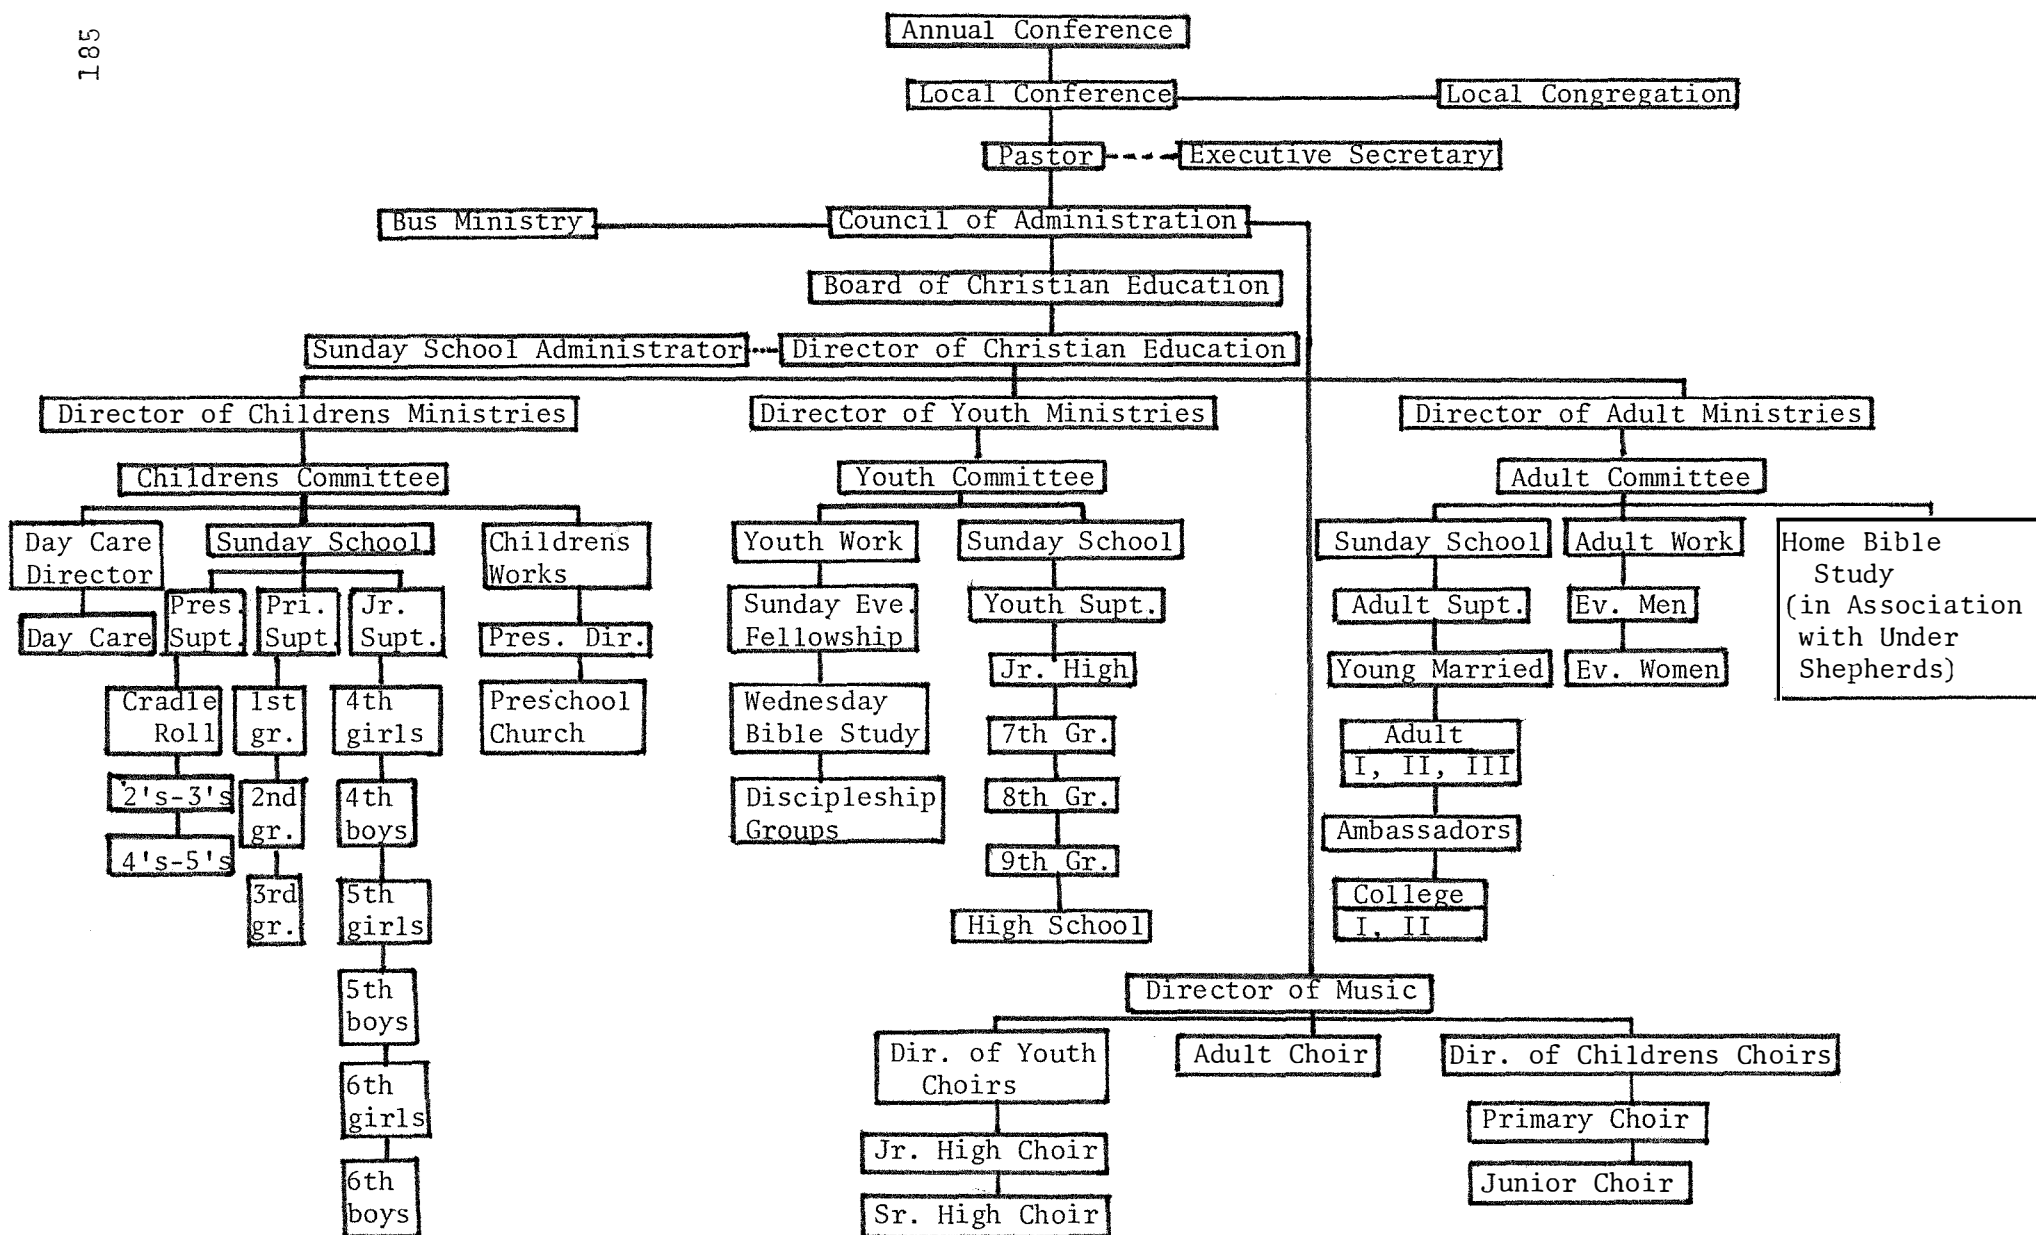 185
Annual Conference
Local Conference
Local Congregation
Pastor
Executive Secretary
Bus Ministry
Council of Administration
Board of Christian Education
Sunday School Administrator
Director of Christian Education
Director of Childrens Ministries
Director of Youth Ministries
Director of Adult Ministries
Childrens Committee
Youth Committee
Adult Committee
Day Care
Director
Day Care
Sunday School
Pres.
Supt.
Cradle
Roll
2's-3's
4's-5's
Pri.
Supt.
1st
gr.
2nd
gr.
3rd
gr.
Jr.
Supt.
4th
girls
4th
boys
5th
girls
5th
boys
6th
girls
6th
boys
Childrens
Works
Pres. Dir.
Preschool
Church
Youth Work
Sunday Eve.
Fellowship
Wednesday
Bible Study
Discipleship
Groups
Sunday School
Youth Supt.
Jr. High
7th Gr.
8th Gr.
9th Gr.
High School
Sunday School
Adult Supt.
Young Married
Adult
I, II, III
Ambassadors
College
I, II
Adult Work
Ev. Men
Ev. Women
Home Bible
Study
(in Association
with Under
Shepherds)
Director of Music
Dir. of Youth
Choirs
Jr. High Choir
Sr. High Choir
Adult Choir
Dir. of Childrens Choirs
Primary Choir
Junior Choir